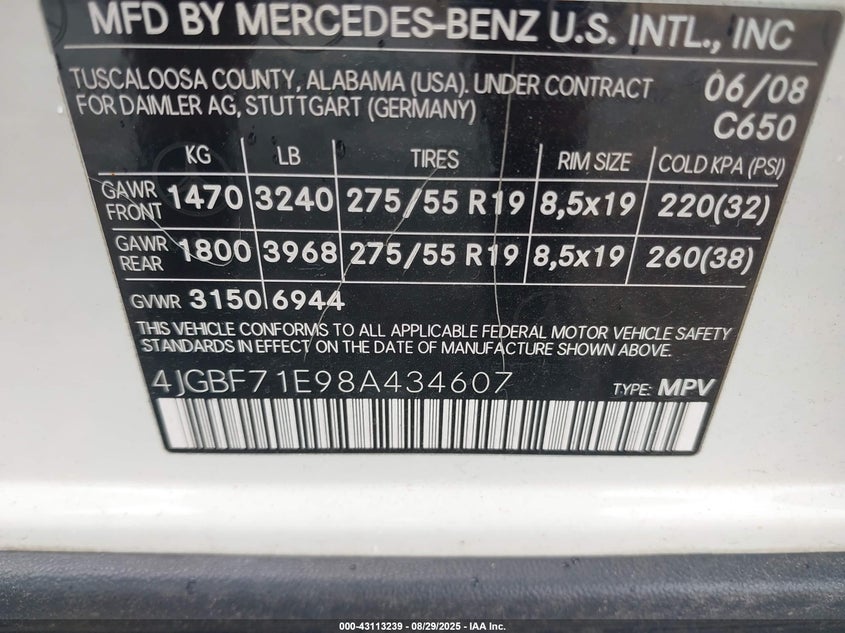 MFD BY MERCEDES-BENZ U.S. INTL., INC
TUSCALOOSA COUNTY, ALABAMA (USA). UNDER CONTRACT 06/08
FOR DAIMLER AG, STUTTGART (GERMANY) C650
KG LB TIRES RIM SIZE COLD KPA (PSI)
GAWR FRONT 1470 3240 275/55 R19 8,5x19 220(32)
GAWR REAR 1800 3968 275/55 R19 8,5x19 260(38)
GVWR 3150 6944
THIS VEHICLE CONFORMS TO ALL APPLICABLE FEDERAL MOTOR VEHICLE SAFETY
STANDARDS IN EFFECT ON THE DATE OF MANUFACTURE SHOWN ABOVE.
4JGBF71E98A434607 TYPE: MPV
000-43113239 - 08/29/2025 - IAA Inc.